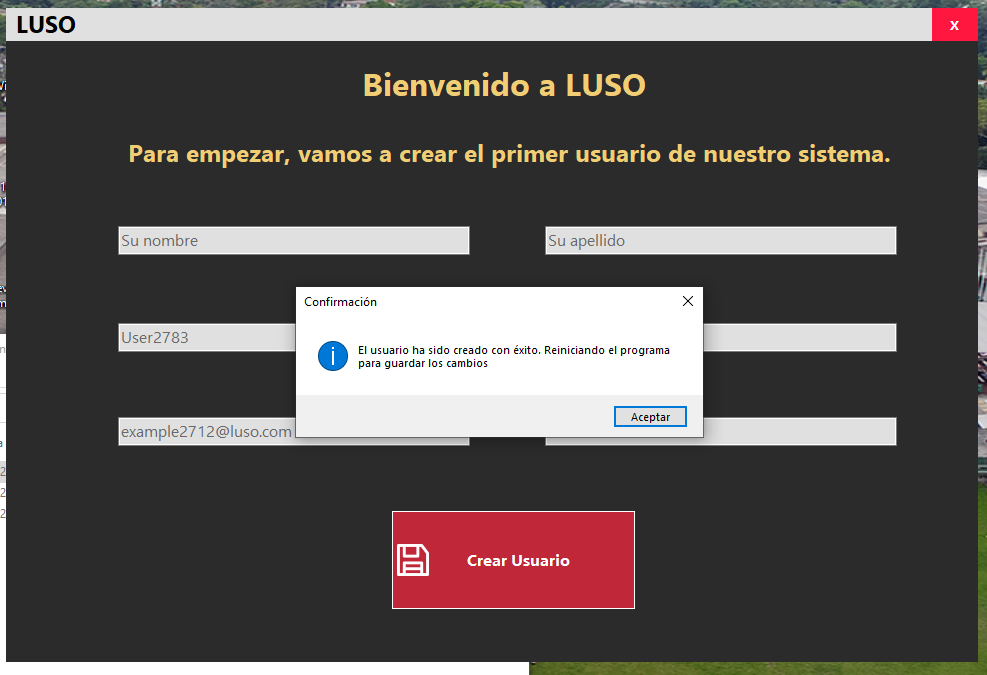 LUSO
x
Bienvenido a LUSO
Para empezar, vamos a crear el primer usuario de nuestro sistema.
Su nombre
Su apellido
Confirmación
User2783
El usuario ha sido creado con éxito. Reiniciando el programa
para guardar los cambios
Aceptar
example2712@luso.com
Crear Usuario